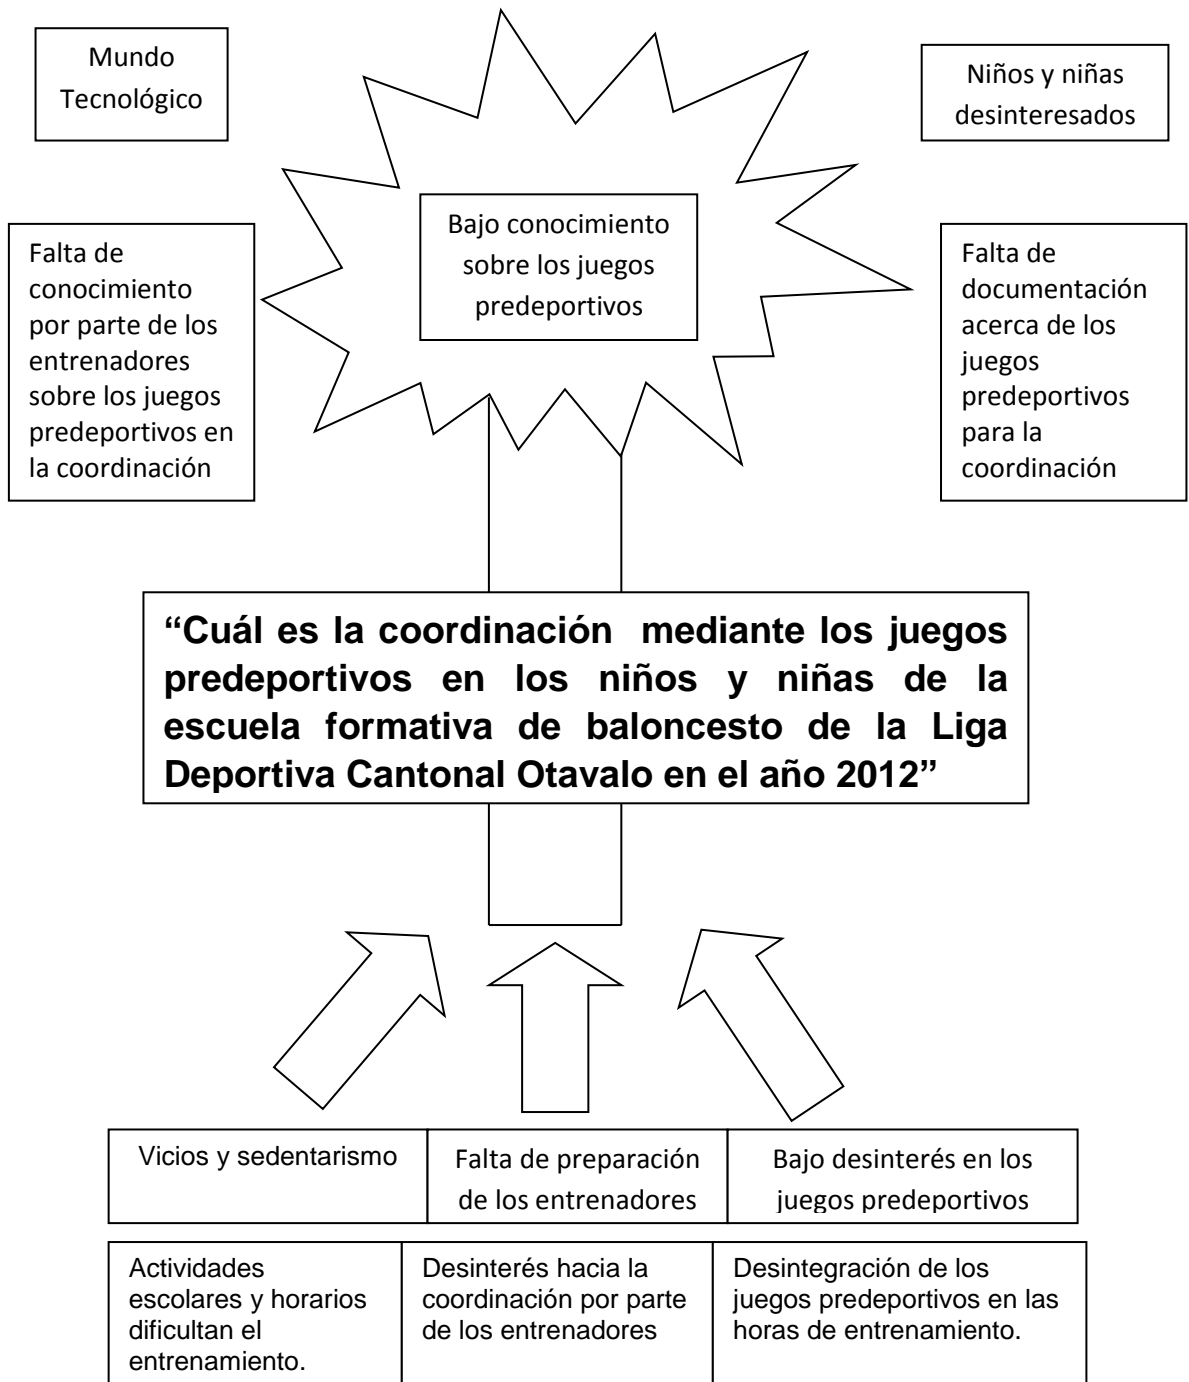 Mundo
Tecnológico
Niños y niñas
desinteresados
Bajo conocimiento
sobre los juegos
predeportivos
Falta de
conocimiento
por parte de los
entrenadores
sobre los juegos
predeportivos en
la coordinación
Falta de
documentación
acerca de los
juegos
predeportivos
para la
coordinación
“Cuál es la coordinación mediante los juegos
predeportivos en los niños y niñas de la
escuela formativa de baloncesto de la Liga
Deportiva Cantonal Otavalo en el año 2012”
Vicios y sedentarismo
Falta de preparación
de los entrenadores
Bajo desinterés en los
juegos predeportivos
Actividades
escolares y horarios
dificultan el
entrenamiento.
Desinterés hacia la
coordinación por parte
de los entrenadores
Desintegración de los
juegos predeportivos en las
horas de entrenamiento.